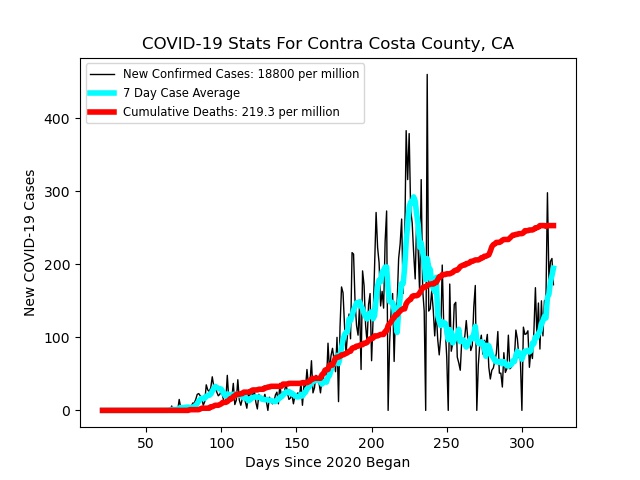 COVID-19 Stats For Contra Costa County, CA
New Confirmed Cases: 18800 per million
7 Day Case Average
Cumulative Deaths: 219.3 per million
New COVID-19 Cases
400
300
200
100
0
50 100 150 200 250 300
Days Since 2020 Began